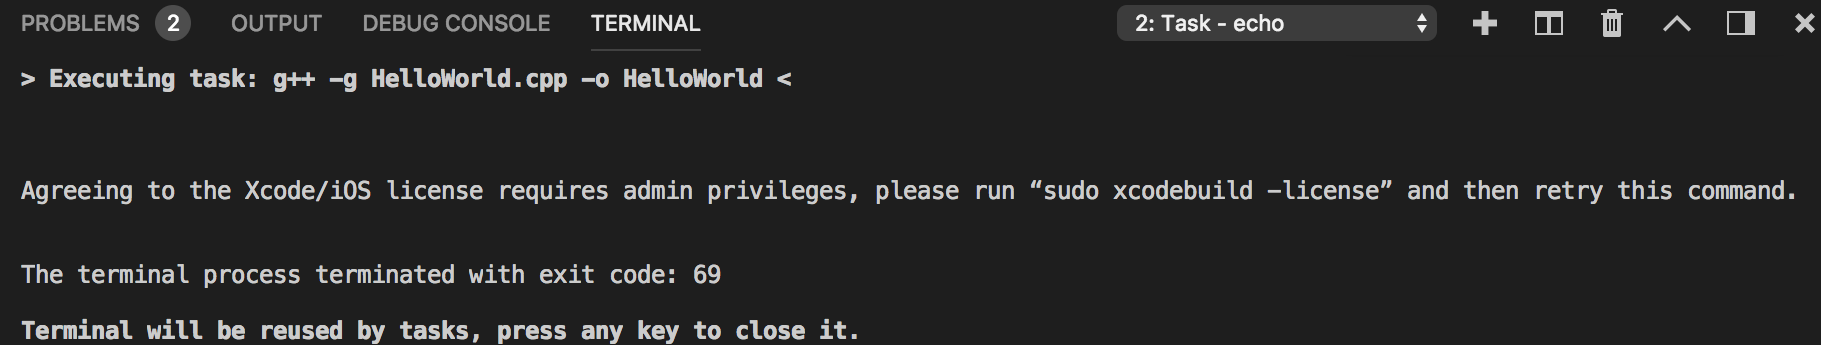 PROBLEMS 2 OUTPUT DEBUG CONSOLE TERMINAL 2: Task - echo
> Executing task: g++ -g HelloWorld.cpp -o HelloWorld <
Agreeing to the Xcode/iOS license requires admin privileges, please run “sudo xcodebuild -license” and then retry this command.
The terminal process terminated with exit code: 69
Terminal will be reused by tasks, press any key to close it.